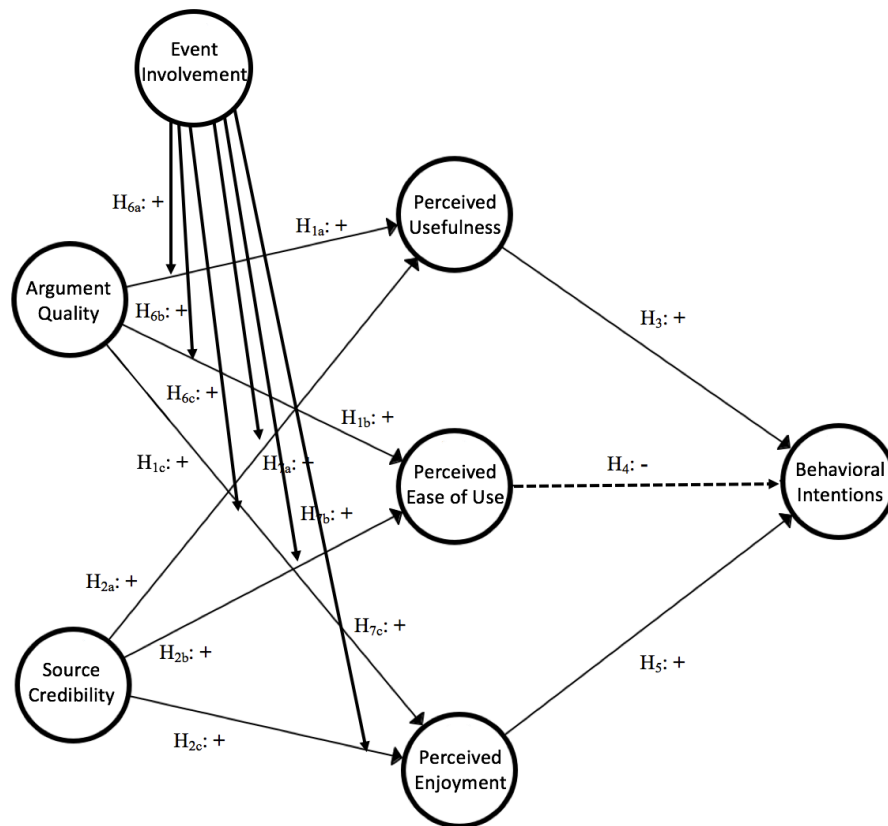 Event
Involvement
H6a: +
H1a: +
Perceived
Usefulness
Argument
Quality
H6b: +
H3: +
H6c: +
H1b: +
H1c: +
H7a: +
Perceived
Ease of Use
H4: -
Behavioral
Intentions
H7b: +
H2a: +
H7c: +
H2b: +
H5: +
Source
Credibility
H2c: +
Perceived
Enjoyment